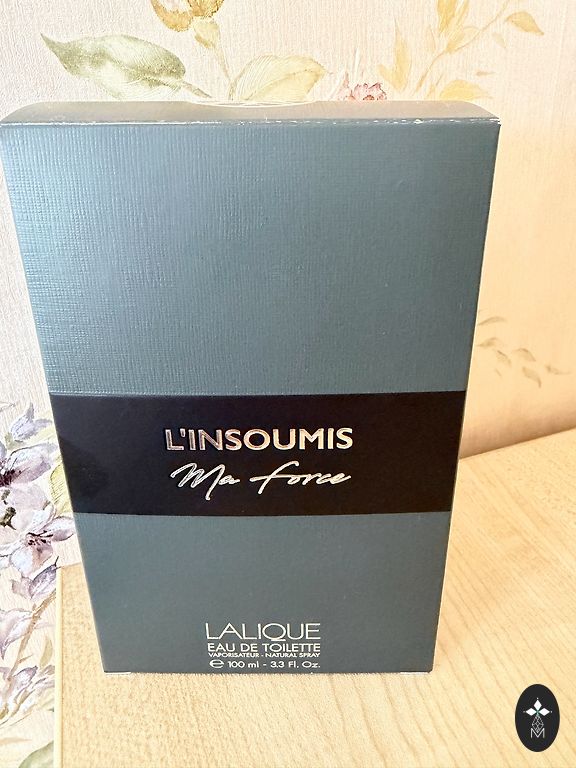 L'INSOUMIS
Ma force
LALIQUE
EAU DE TOILETTE
VAPORISATEUR - NATURAL SPRAY
℮ 100 ml - 3.3 Fl. Oz.
M